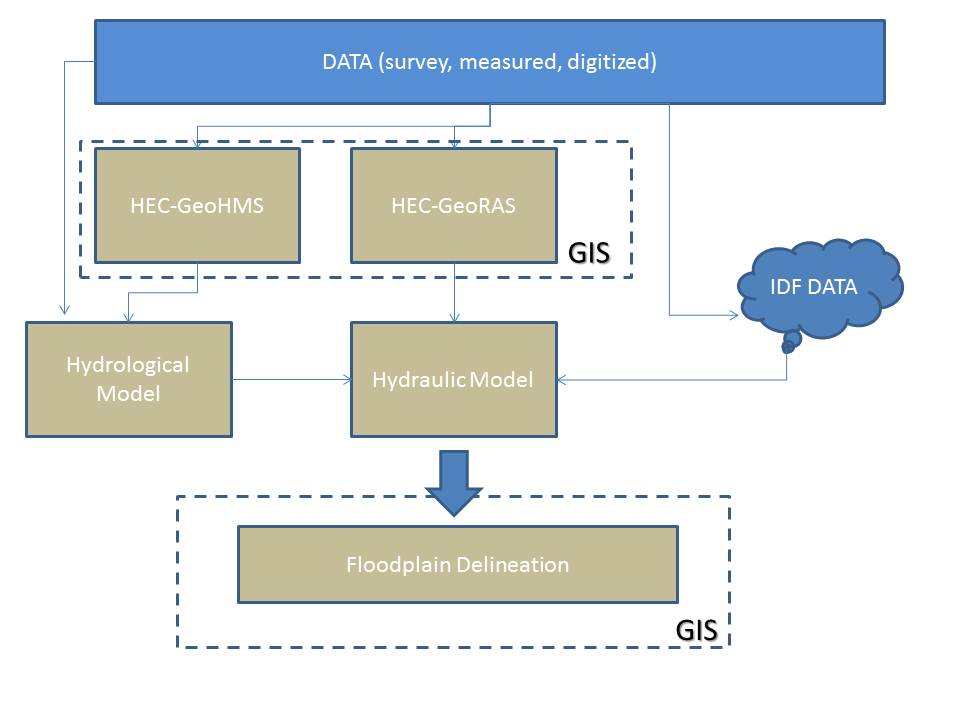 DATA (survey, measured, digitized)
HEC-GeoHMS
HEC-GeoRAS
GIS
IDF DATA
Hydrological
Model
Hydraulic Model
Floodplain Delineation
GIS